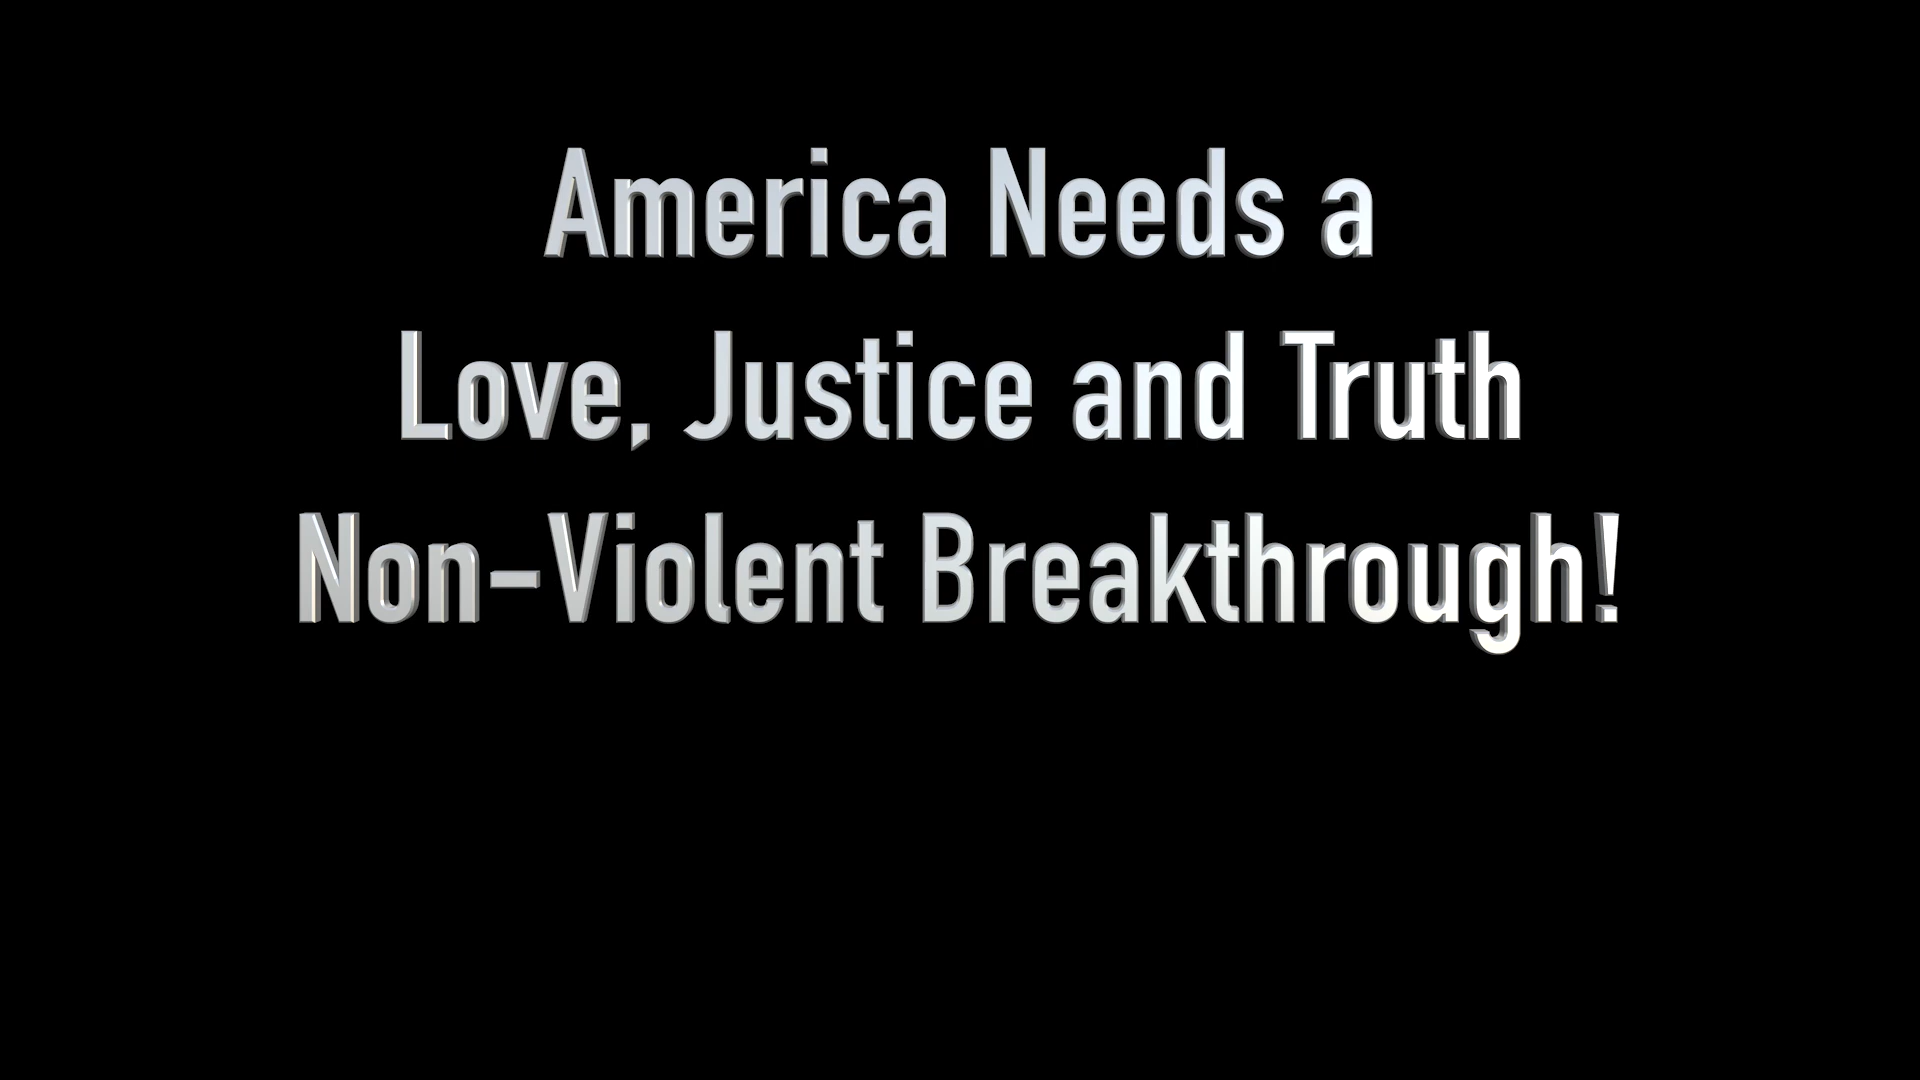 America Needs a
Love, Justice and Truth
Non-Violent Breakthrough!